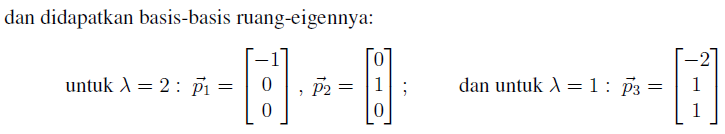 dan didapatkan basis-basis ruang-eigennya:
untuk λ = 2 : p⃗₁ = [−1 0 0], p⃗₂ = [0 1 0]; dan untuk λ = 1 : p⃗₃ = [−2 1 1]